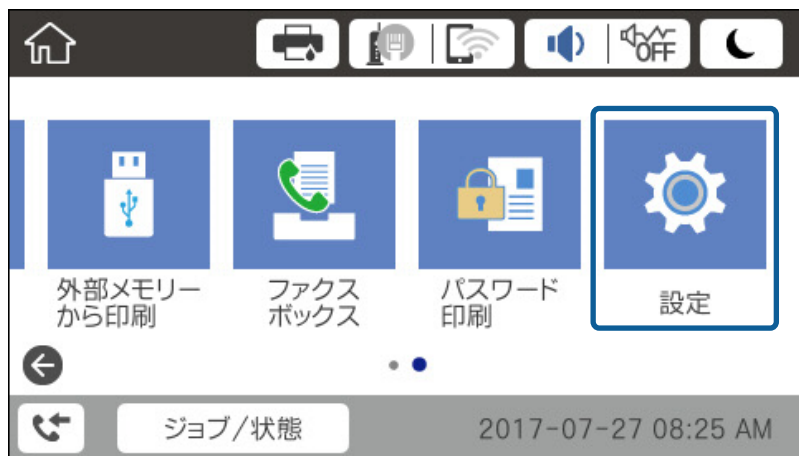 OFF
外部メモリー
から印刷
ファクス
ボックス
パスワード
印刷
設定
ジョブ/状態
2017-07-27 08:25 AM